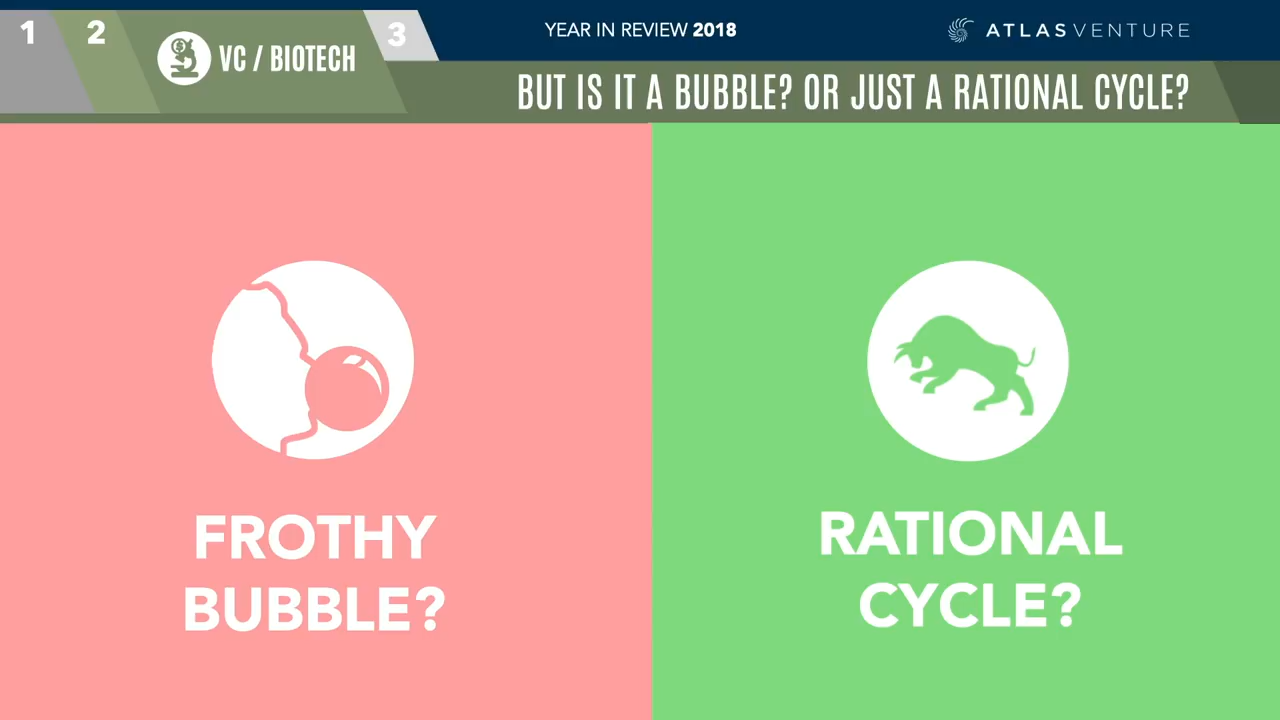 1
2
VC / BIOTECH
3
YEAR IN REVIEW 2018
ATLAS VENTURE
BUT IS IT A BUBBLE? OR JUST A RATIONAL CYCLE?
FROTHY
BUBBLE?
RATIONAL
CYCLE?